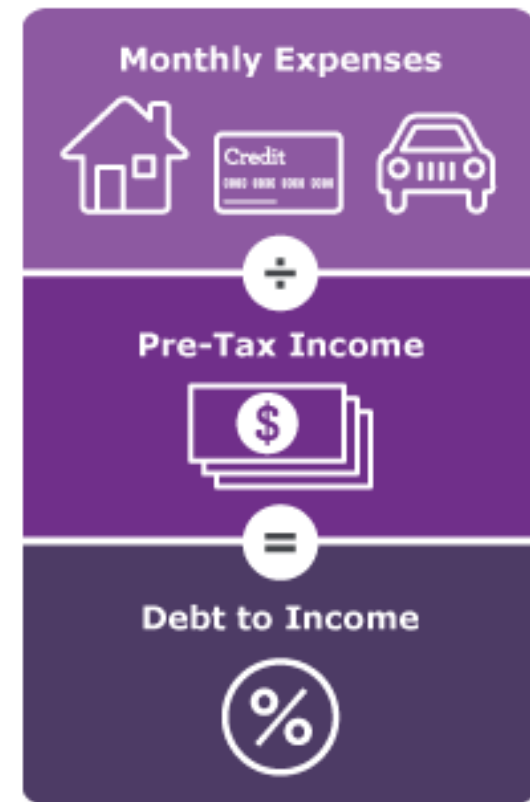 Monthly Expenses
Credit
÷
Pre-Tax Income
$
=
Debt to Income
%